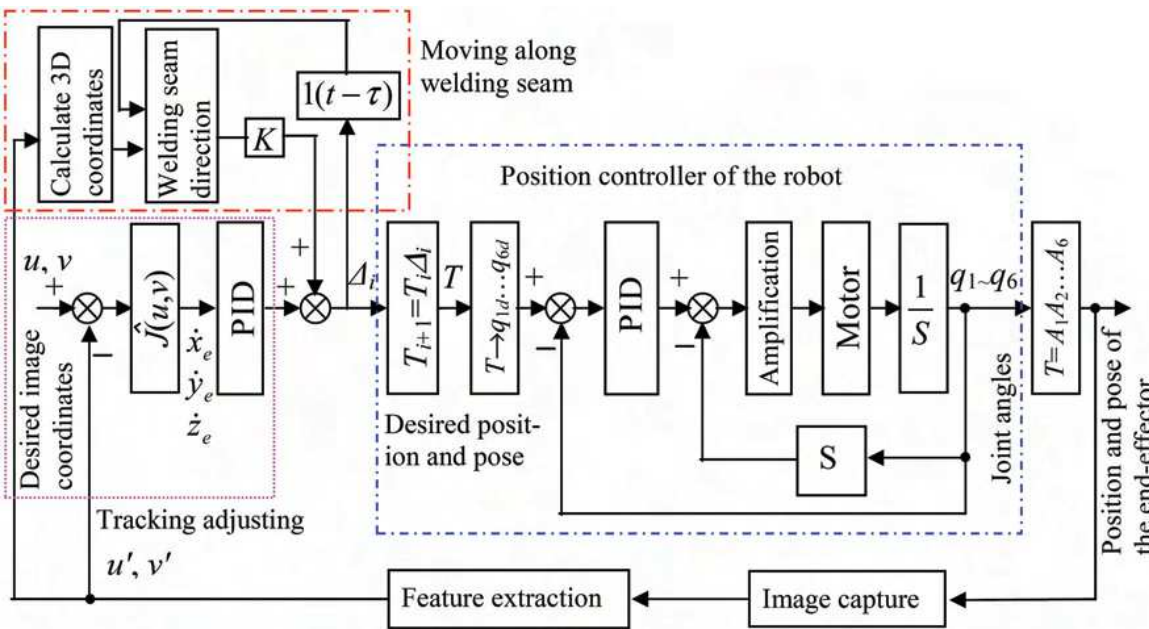 Calculate 3D
coordinates
Welding seam
direction
K
1(t − τ)
Moving along
welding seam
Position controller of the robot
u, v
+
−
Desired image
coordinates
Ĵ(u,v)
ẋₑ
ẏₑ
żₑ
PID
+
+
Δᵢ
Tᵢ₊₁=TᵢΔᵢ
T
T→q₁d…q₆d
Desired posit-
ion and pose
+
−
PID
+
−
Amplification
Motor
1
S
q₁~q₆
S
Joint angles
T=A₁A₂…A₆
Position and pose of
the end-effector
Tracking adjusting
u′, v′
Feature extraction
Image capture